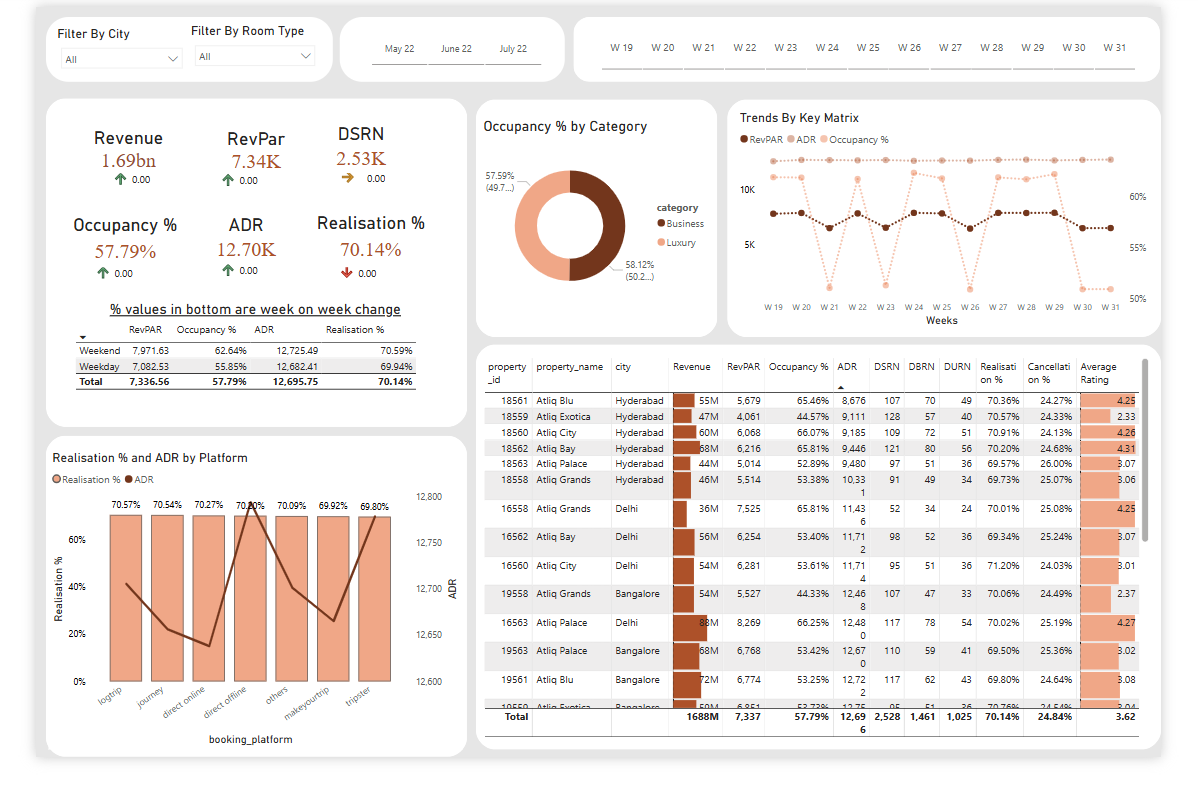 Filter By City
All
Filter By Room Type
All
May 22 June 22 July 22
W 19 W 20 W 21 W 22 W 23 W 24 W 25 W 26 W 27 W 28 W 29 W 30 W 31
Revenue
1.69bn
0.00
RevPar
7.34K
0.00
DSRN
2.53K
0.00
Occupancy %
57.79%
0.00
ADR
12.70K
0.00
Realisation %
70.14%
0.00
% values in bottom are week on week change
RevPAR Occupancy % ADR Realisation %
Weekend 7,971.63 62.64% 12,725.49 70.59%
Weekday 7,082.53 55.85% 12,682.41 69.94%
Total 7,336.56 57.79% 12,695.75 70.14%
Occupancy % by Category
57.59%
(49.7...)
category
Business
Luxury
58.12%
(50.2...)
Trends By Key Matrix
RevPAR ADR Occupancy %
10K
5K
60%
55%
50%
W 19 W 20 W 21 W 22 W 23 W 24 W 25 W 26 W 27 W 28 W 29 W 30 W 31
Weeks
Realisation % and ADR by Platform
Realisation % ADR
70.57% 70.54% 70.27% 70.20% 70.09% 69.92% 69.80%
60%
40%
20%
0%
Realisation %
12,800
12,750
12,700
12,650
12,600
ADR
logtrip journey direct online direct offline others makeyourtrip tripster
booking_platform
property_id property_name city Revenue RevPAR Occupancy % ADR DSRN DBRN DURN Realisation % Cancellation % Average Rating
18561 Atliq Blu Hyderabad 55M 5,679 65.46% 8,676 107 70 49 70.36% 24.27% 4.25
18559 Atliq Exotica Hyderabad 47M 4,061 44.57% 9,111 128 57 40 70.57% 24.33% 2.33
18560 Atliq City Hyderabad 60M 6,068 66.07% 9,185 109 72 51 70.91% 24.13% 4.26
18562 Atliq Bay Hyderabad 68M 6,216 65.81% 9,446 121 80 56 70.20% 24.68% 4.31
18563 Atliq Palace Hyderabad 44M 5,014 52.89% 9,480 97 51 36 69.57% 26.00% 3.07
18558 Atliq Grands Hyderabad 46M 5,514 53.38% 10,331 91 49 34 69.73% 25.07% 3.06
16558 Atliq Grands Delhi 36M 7,525 65.81% 11,436 52 34 24 70.01% 25.08% 4.25
16562 Atliq Bay Delhi 56M 6,254 53.40% 11,712 98 52 36 69.34% 25.24% 3.07
16560 Atliq City Delhi 54M 6,281 53.61% 11,714 95 51 36 71.20% 24.03% 3.01
19558 Atliq Grands Bangalore 54M 5,527 44.33% 12,468 107 47 33 70.06% 24.49% 2.37
16563 Atliq Palace Delhi 88M 8,269 66.25% 12,480 117 78 54 70.02% 25.19% 4.27
19563 Atliq Palace Bangalore 68M 6,768 53.42% 12,670 110 59 41 69.50% 25.36% 3.02
19561 Atliq Blu Bangalore 72M 6,774 53.25% 12,722 117 62 43 69.80% 24.64% 3.08
Atliq Exotica Bangalore
Total 1688M 7,337 57.79% 12,696 2,528 1,461 1,025 70.14% 24.84% 3.62